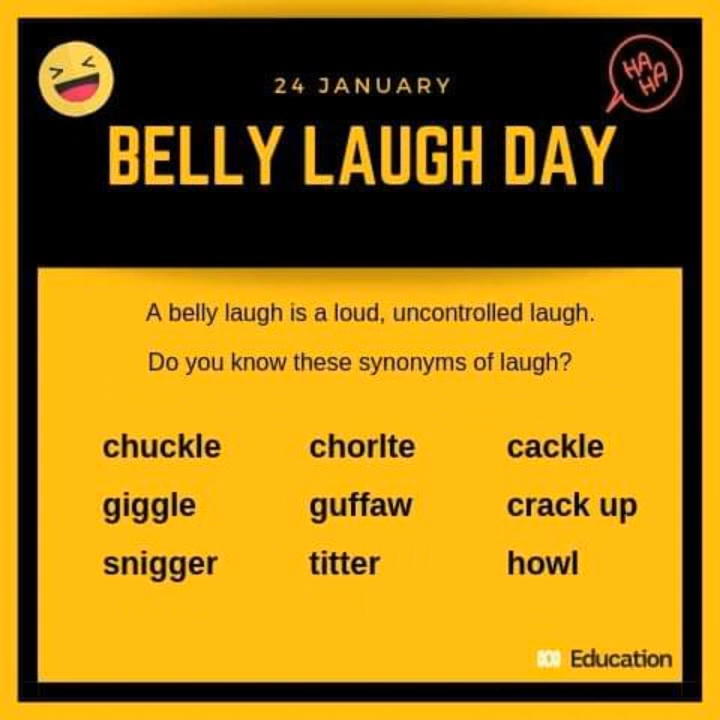 24 JANUARY
HA
HA
BELLY LAUGH DAY
A belly laugh is a loud, uncontrolled laugh.
Do you know these synonyms of laugh?
chuckle chorlte cackle
giggle guffaw crack up
snigger titter howl
Education